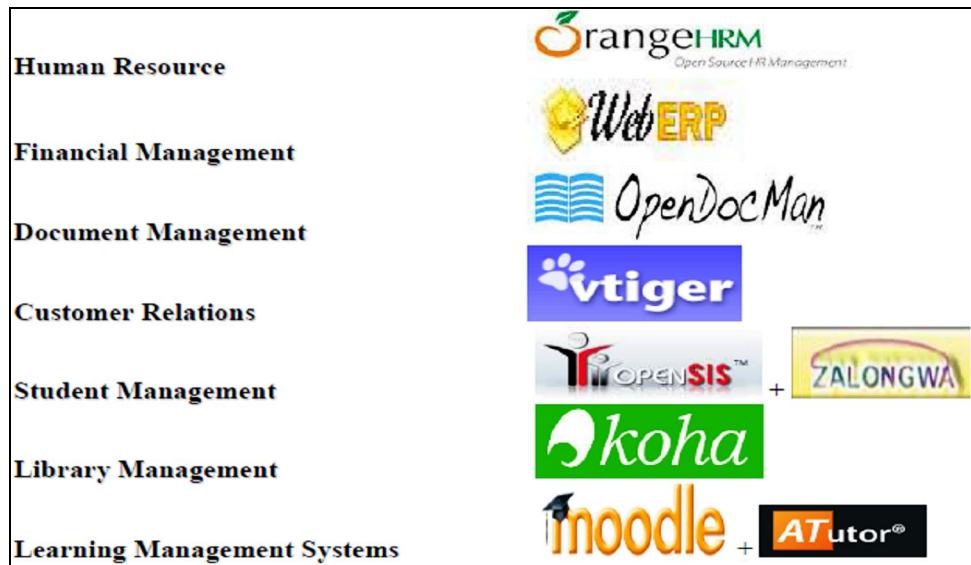 OrangeHRM
Open Source HR Management
Human Resource
WebERP
Financial Management
OpenDocMan™
Document Management
vtiger
Customer Relations
OPENSIS™ + ZALONGWA
Student Management
koha
Library Management
moodle + ATutor®
Learning Management Systems